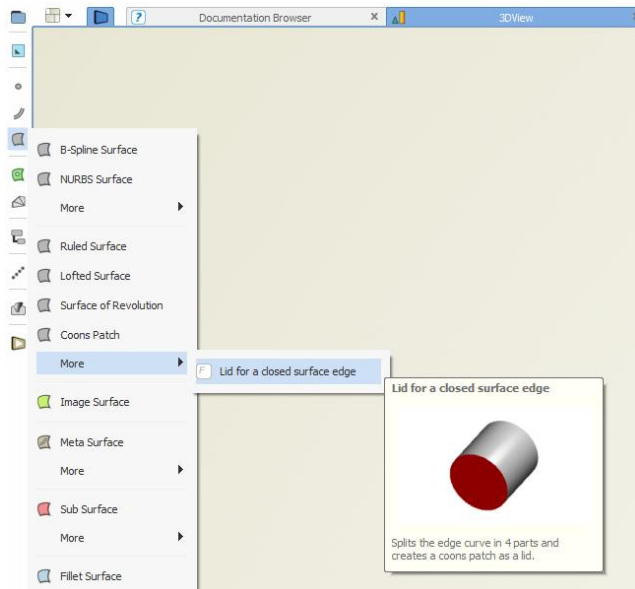 Documentation Browser
3DView
B-Spline Surface
NURBS Surface
More
Ruled Surface
Lofted Surface
Surface of Revolution
Coons Patch
More
F Lid for a closed surface edge
Lid for a closed surface edge
Splits the edge curve in 4 parts and
creates a coons patch as a lid.
Image Surface
Meta Surface
More
Sub Surface
More
Fillet Surface